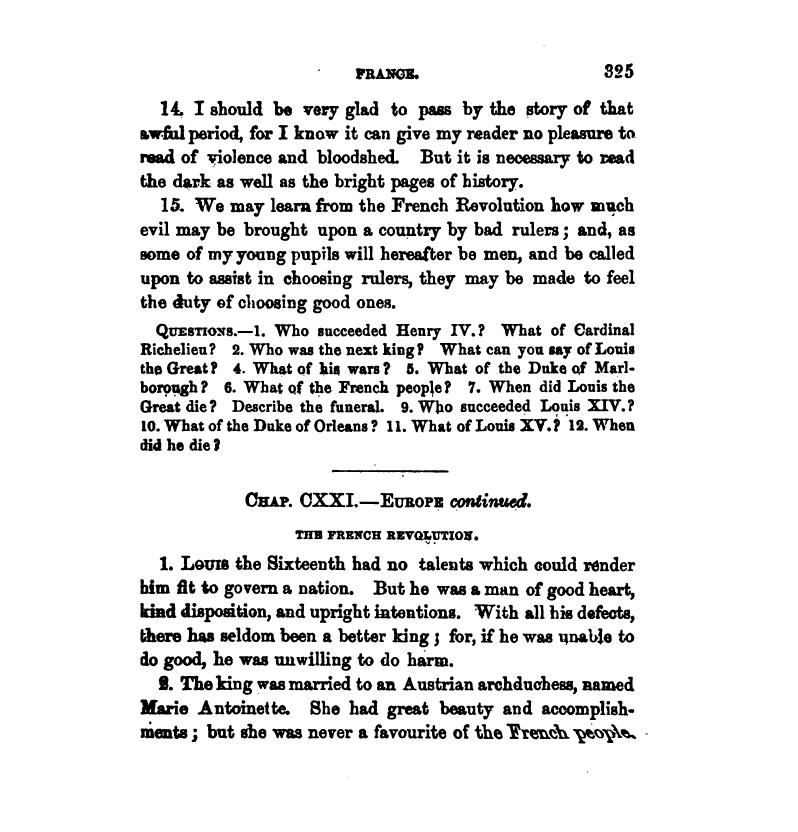 FRANCE.
325
14. I should be very glad to pass by the story of that
awful period, for I know it can give my reader no pleasure to
read of violence and bloodshed. But it is necessary to read
the dark as well as the bright pages of history.
15. We may learn from the French Revolution how much
evil may be brought upon a country by bad rulers; and, as
some of my young pupils will hereafter be men, and be called
upon to assist in choosing rulers, they may be made to feel
the duty of choosing good ones.
QUESTIONS.—1. Who succeeded Henry IV.? What of Cardinal
Richelieu? 2. Who was the next king? What can you say of Louis
the Great? 4. What of his wars? 5. What of the Duke of Marl-
borough? 6. What of the French people? 7. When did Louis the
Great die? Describe the funeral. 9. Who succeeded Louis XIV.?
10. What of the Duke of Orleans? 11. What of Louis XV.? 12. When
did he die?
CHAP. CXXI.—EUROPE continued.
THE FRENCH REVOLUTION.
1. LOUIS the Sixteenth had no talents which could render
him fit to govern a nation. But he was a man of good heart,
kind disposition, and upright intentions. With all his defects,
there has seldom been a better king; for, if he was unable to
do good, he was unwilling to do harm.
2. The king was married to an Austrian archduchess, named
Marie Antoinette. She had great beauty and accomplish-
ments; but she was never a favourite of the French people.